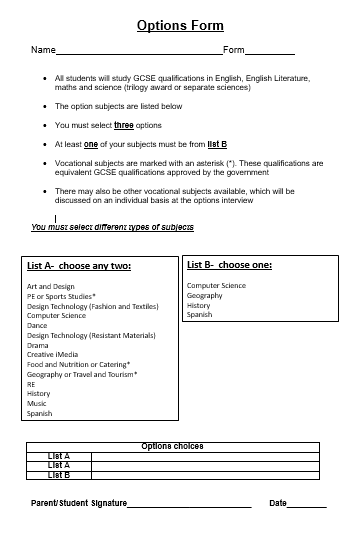 Options Form
Name Form
• All students will study GCSE qualifications in English, English Literature,
maths and science (trilogy award or separate sciences)
• The option subjects are listed below
• You must select three options
• At least one of your subjects must be from list B
• Vocational subjects are marked with an asterisk (*). These qualifications are
equivalent GCSE qualifications approved by the government
• There may also be other vocational subjects available, which will be
discussed on an individual basis at the options interview
You must select different types of subjects
List A- choose any two:
Art and Design
PE or Sports Studies*
Design Technology (Fashion and Textiles)
Computer Science
Dance
Design Technology (Resistant Materials)
Drama
Creative iMedia
Food and Nutrition or Catering*
Geography or Travel and Tourism*
RE
History
Music
Spanish
List B- choose one:
Computer Science
Geography
History
Spanish
Options choices
List A
List A
List B
Parent/Student Signature Date